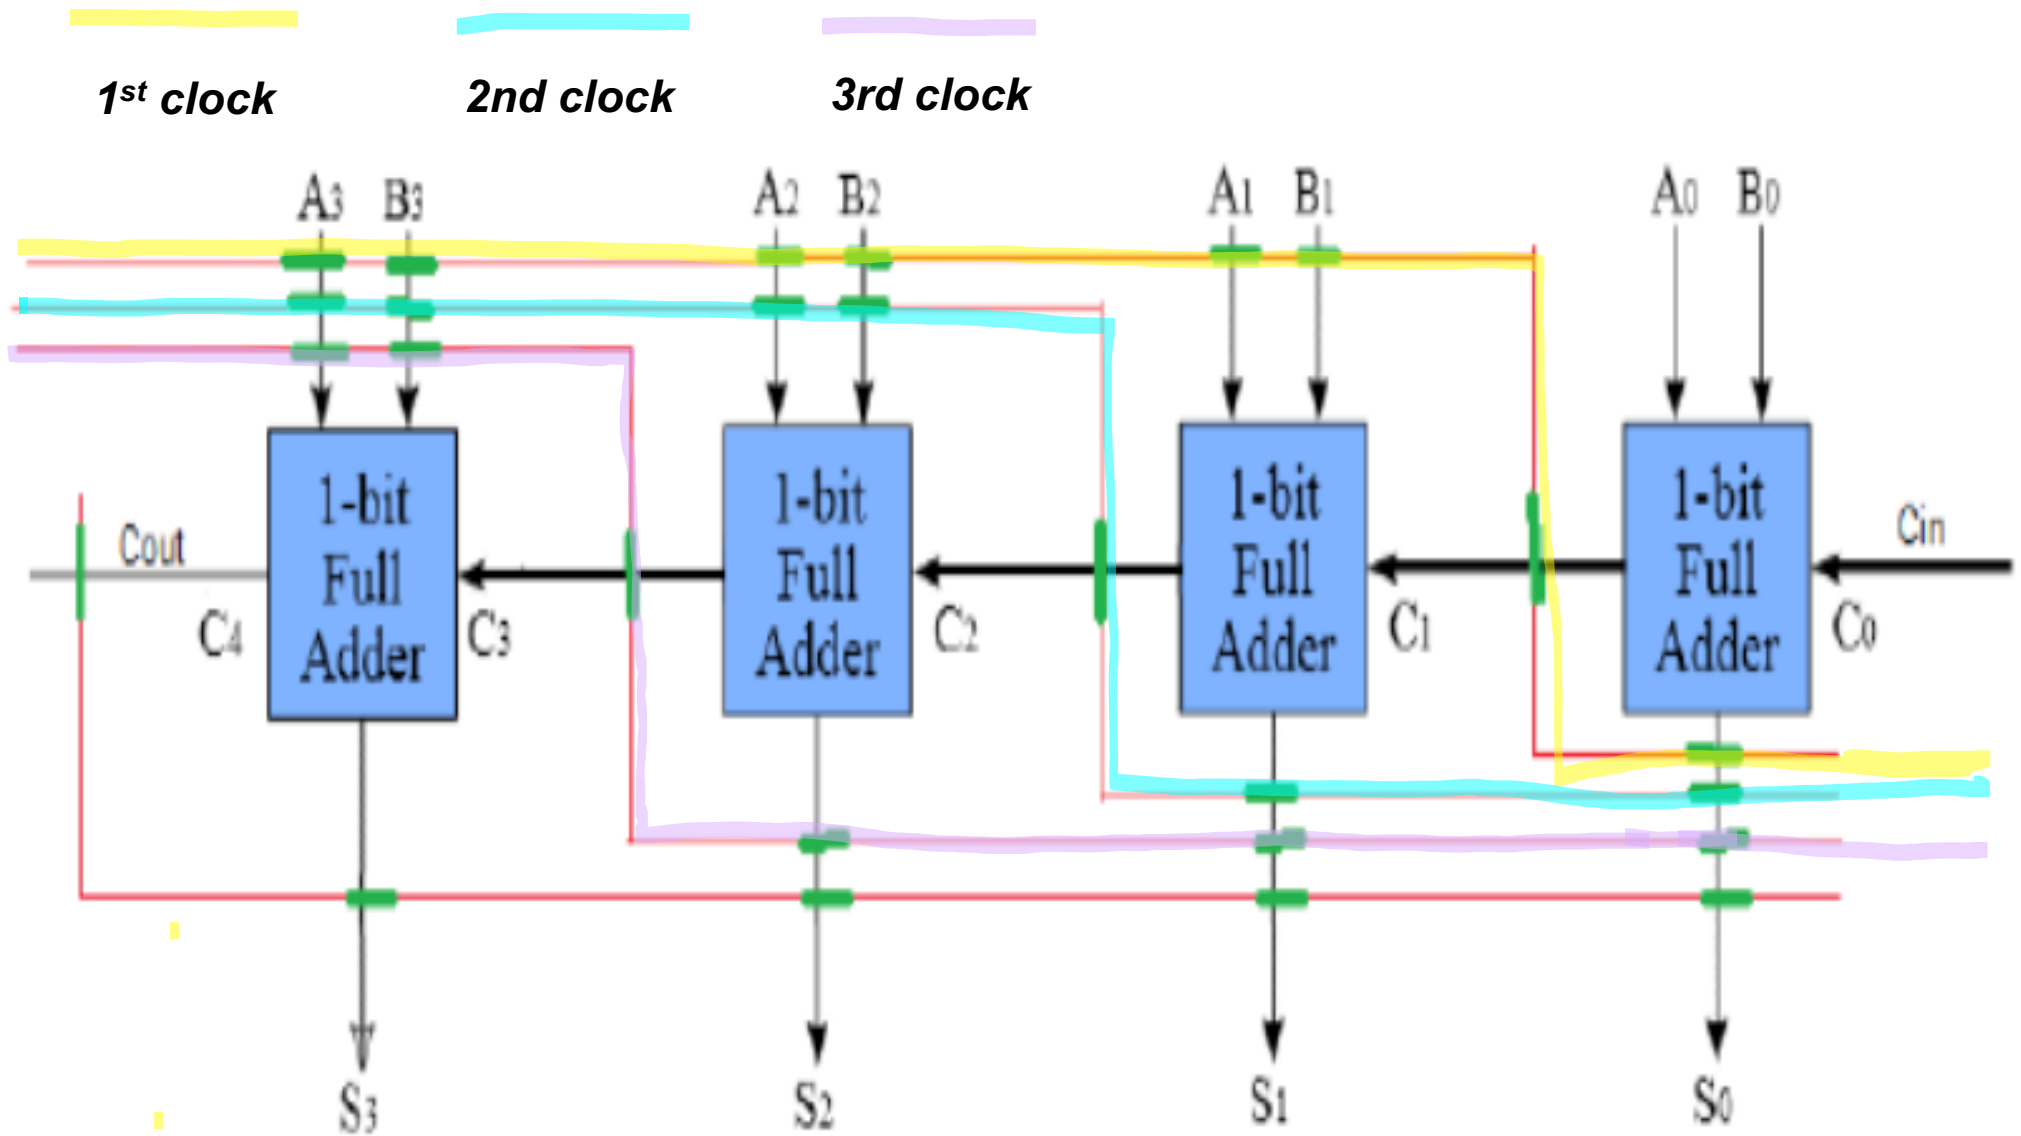 1st clock 2nd clock 3rd clock
A3 B3 A2 B2 A1 B1 A0 B0
1-bit 1-bit 1-bit 1-bit
Cout Full Full Full Full Cin
C4 Adder C3 Adder C2 Adder C1 Adder C0
S3 S2 S1 S0